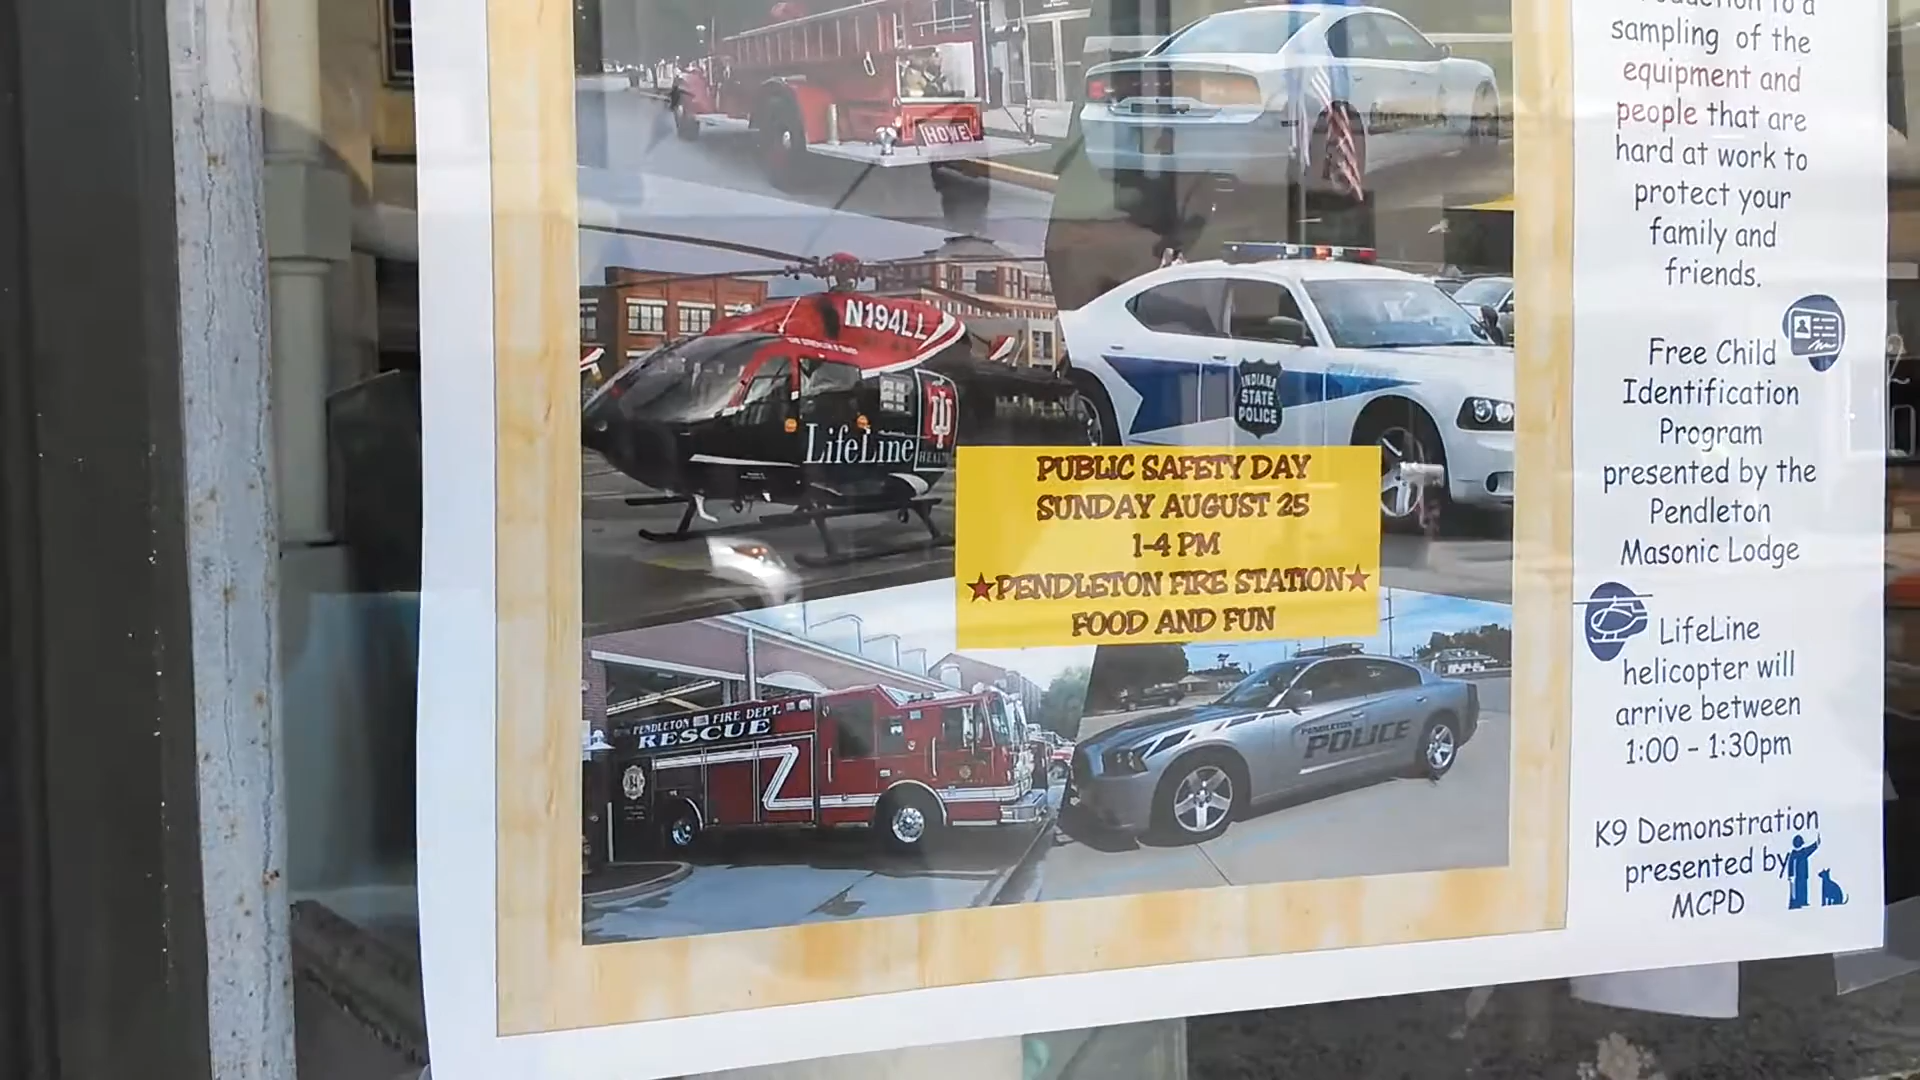 HOWE
N194LL
LifeLine
INDIANA
STATE
POLICE
PUBLIC SAFETY DAY
SUNDAY AUGUST 25
1-4 PM
★PENDLETON FIRE STATION★
FOOD AND FUN
PENDLETON FIRE DEPT.
RESCUE
PENDLETON
POLICE
to a
sampling of the
equipment and
people that are
hard at work to
protect your
family and
friends.
Free Child
Identification
Program
presented by the
Pendleton
Masonic Lodge
LifeLine
helicopter will
arrive between
1:00 - 1:30pm
K9 Demonstration
presented by
MCPD